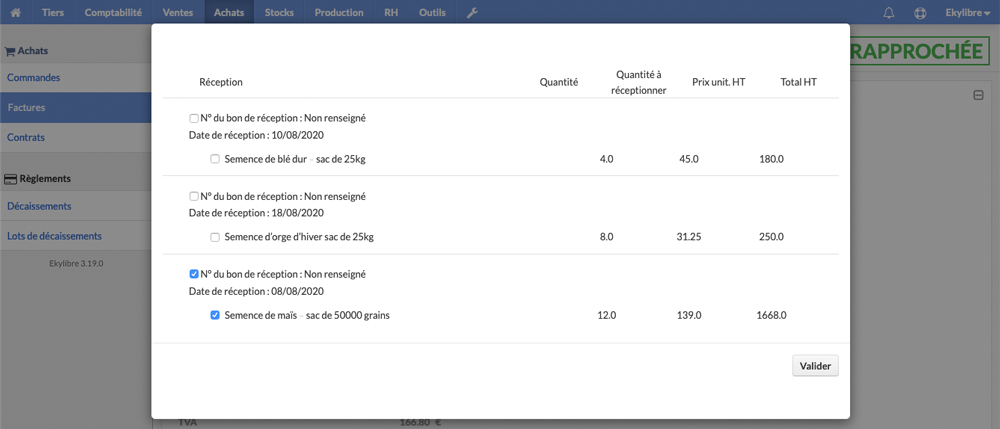 Tiers Comptabilité Ventes Achats Stocks Production RH Outils Ekylibre
Achats
Commandes
Factures
Contrats
Règlements
Décaissements
Lots de décaissements
Ekylibre 3.19.0
RAPPROCHÉE
Réception Quantité Quantité à réceptionner Prix unit. HT Total HT
N° du bon de réception : Non renseigné
Date de réception : 10/08/2020
Semence de blé dur - sac de 25kg 4.0 45.0 180.0
N° du bon de réception : Non renseigné
Date de réception : 18/08/2020
Semence d'orge d'hiver sac de 25kg 8.0 31.25 250.0
N° du bon de réception : Non renseigné
Date de réception : 08/08/2020
Semence de maïs - sac de 50000 grains 12.0 139.0 1668.0
Valider
TVA 166.80 €